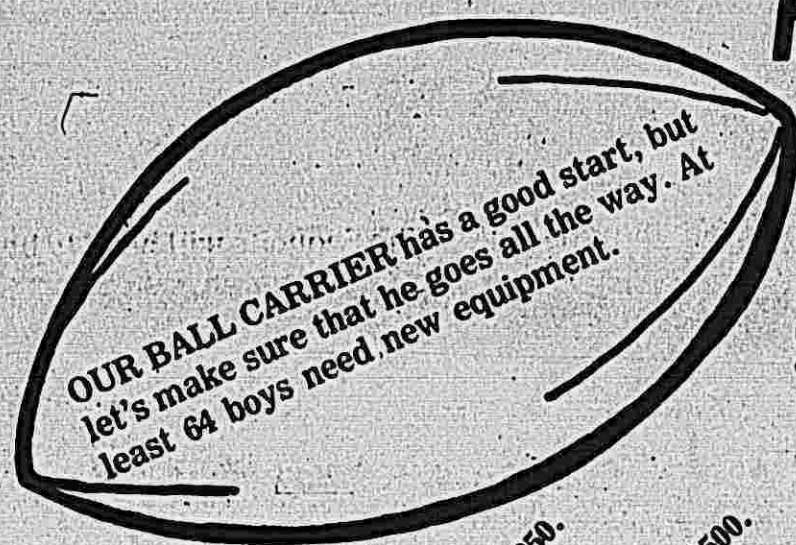 OUR BALL CARRIER has a good start, but
let's make sure that he goes all the way. At
least 64 boys need new equipment.